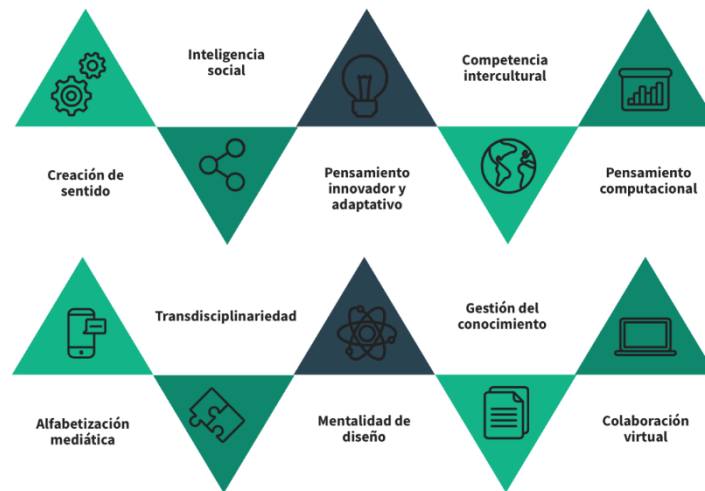 Inteligencia
social
Competencia
intercultural
Creación de
sentido
Pensamiento
innovador y
adaptativo
Pensamiento
computacional
Transdisciplinariedad
Gestión del
conocimiento
Alfabetización
mediática
Mentalidad de
diseño
Colaboración
virtual